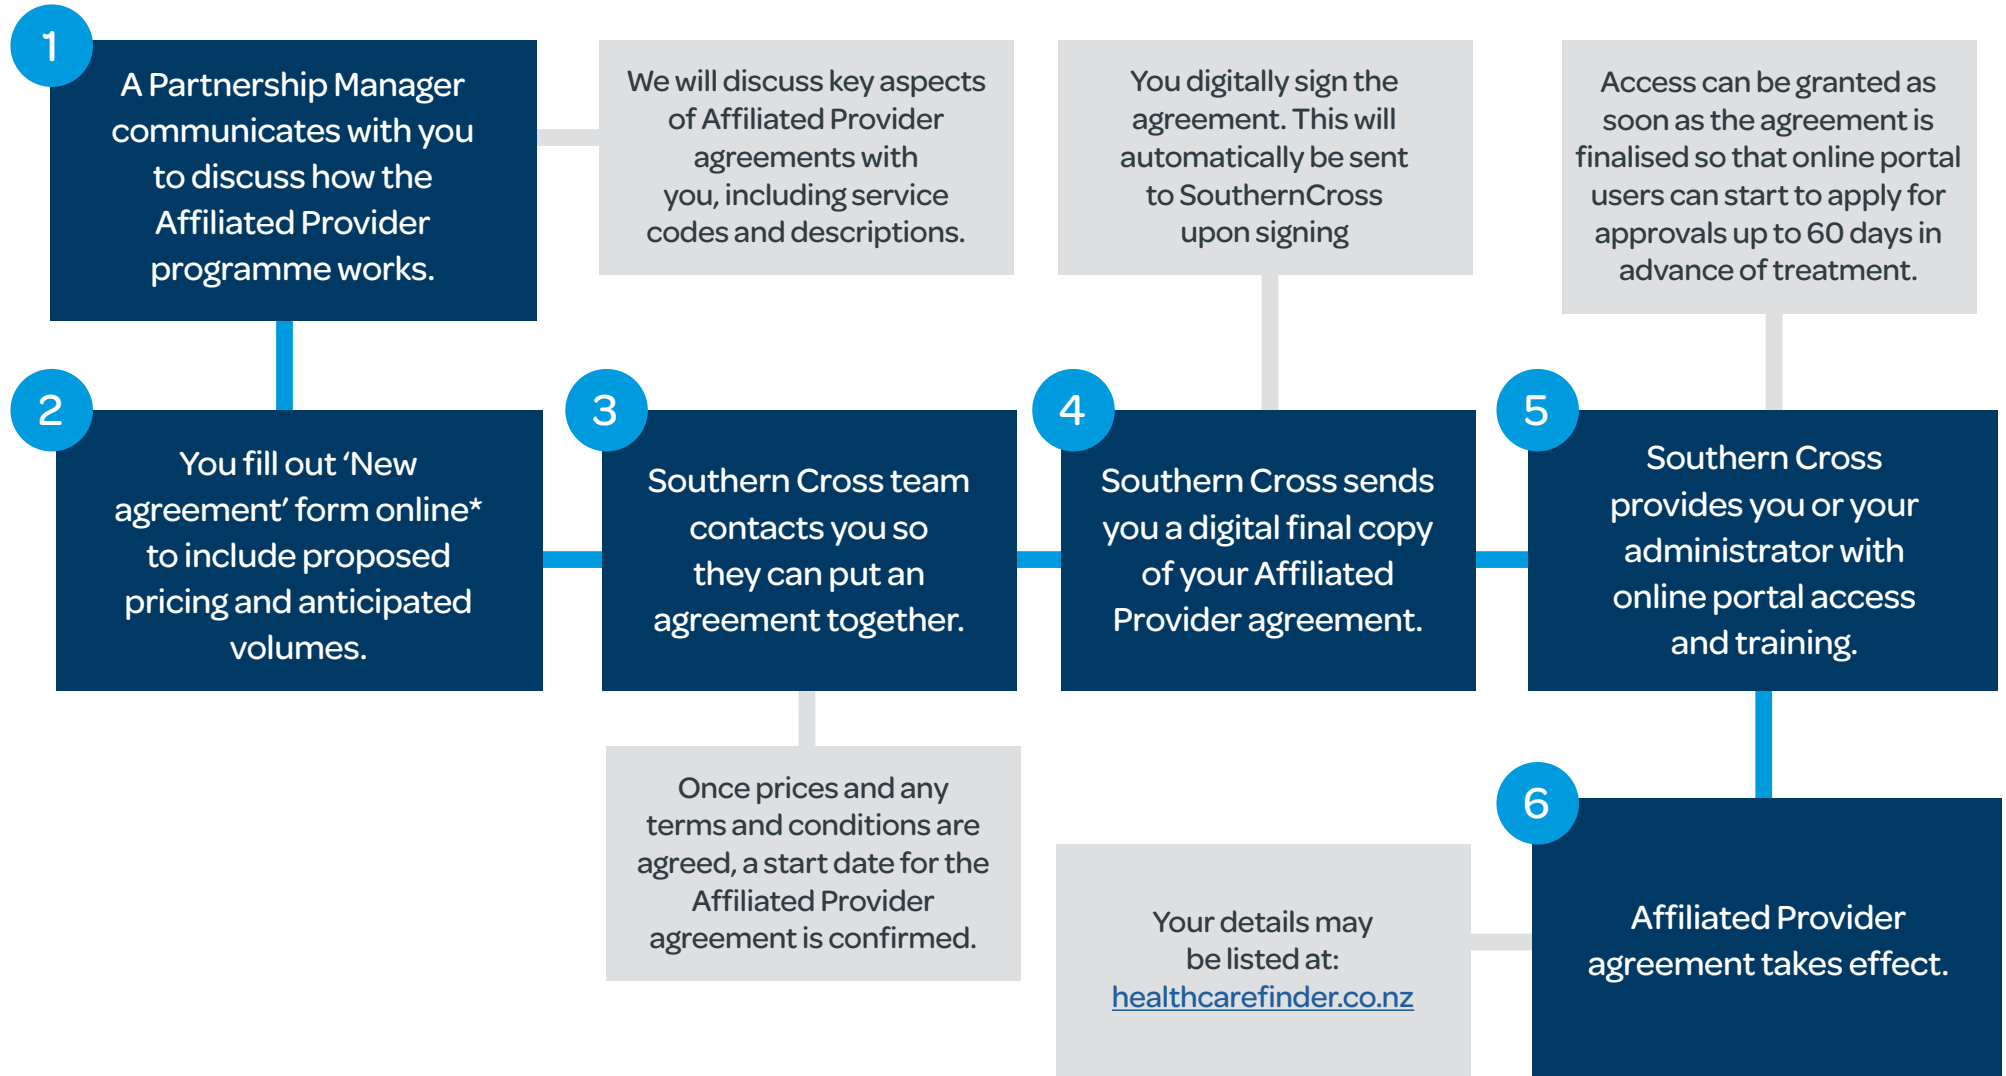 1
A Partnership Manager
communicates with you
to discuss how the
Affiliated Provider
programme works.
We will discuss key aspects
of Affiliated Provider
agreements with
you, including service
codes and descriptions.
2
You fill out ‘New
agreement’ form online*
to include proposed
pricing and anticipated
volumes.
3
Southern Cross team
contacts you so
they can put an
agreement together.
Once prices and any
terms and conditions are
agreed, a start date for the
Affiliated Provider
agreement is confirmed.
4
Southern Cross sends
you a digital final copy
of your Affiliated
Provider agreement.
You digitally sign the
agreement. This will
automatically be sent
to SouthernCross
upon signing
5
Southern Cross
provides you or your
administrator with
online portal access
and training.
Access can be granted as
soon as the agreement is
finalised so that online portal
users can start to apply for
approvals up to 60 days in
advance of treatment.
6
Affiliated Provider
agreement takes effect.
Your details may
be listed at:
healthcarefinder.co.nz